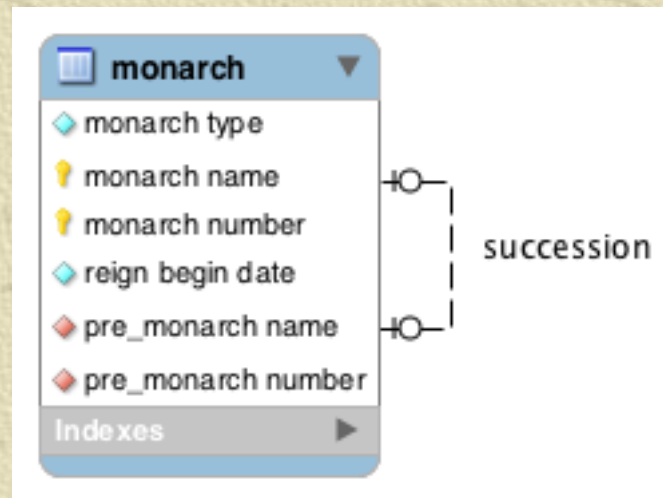 monarch
monarch type
monarch name
monarch number
reign begin date
pre_monarch name
pre_monarch number
Indexes
succession